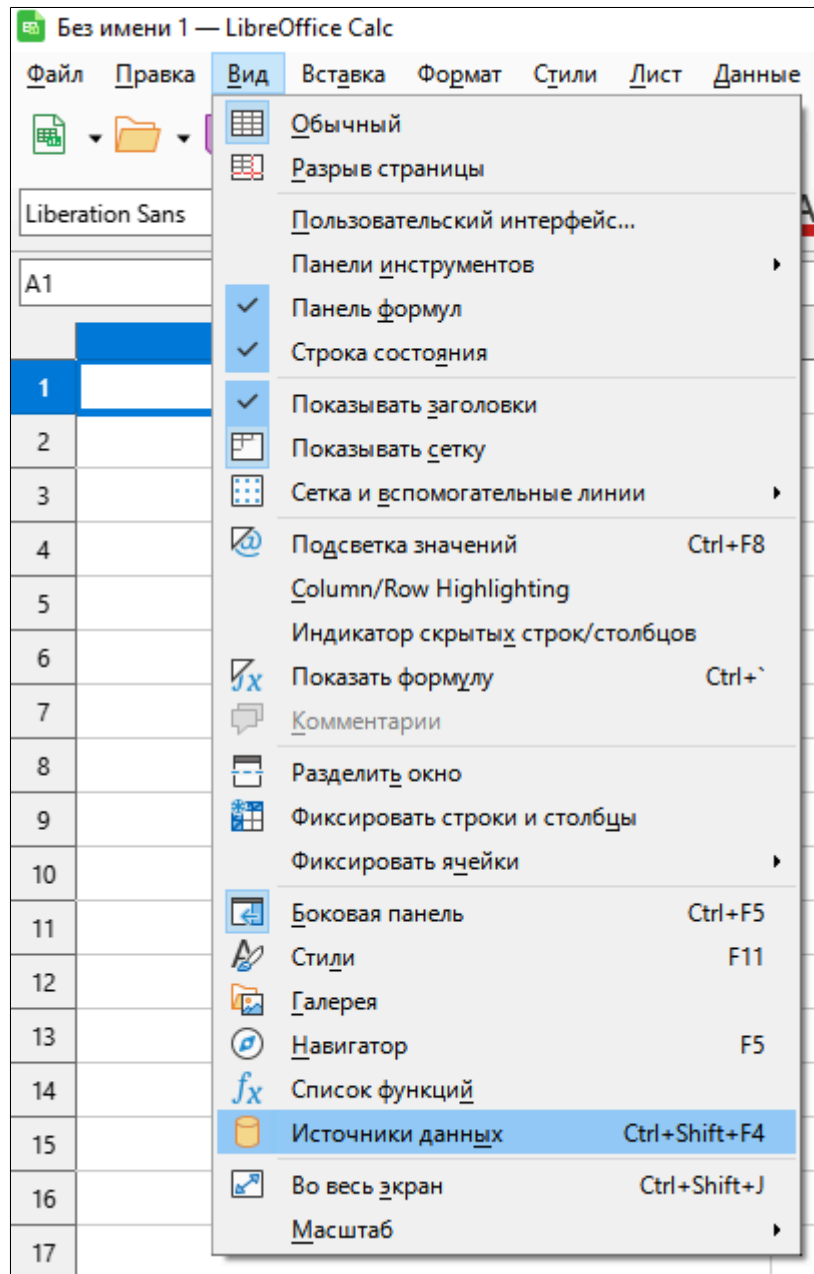 Без имени 1 — LibreOffice Calc
Файл Правка Вид Вставка Формат Стили Лист Данные
Liberation Sans
A1
Обычный
Разрыв страницы
Пользовательский интерфейс...
Панели инструментов
Панель формул
Строка состояния
Показывать заголовки
Показывать сетку
Сетка и вспомогательные линии
Подсветка значений Ctrl+F8
Column/Row Highlighting
Индикатор скрытых строк/столбцов
Показать формулу Ctrl+`
Комментарии
Разделить окно
Фиксировать строки и столбцы
Фиксировать ячейки
Боковая панель Ctrl+F5
Стили F11
Галерея
Навигатор F5
Список функций
Источники данных Ctrl+Shift+F4
Во весь экран Ctrl+Shift+J
Масштаб
1
2
3
4
5
6
7
8
9
10
11
12
13
14
15
16
17